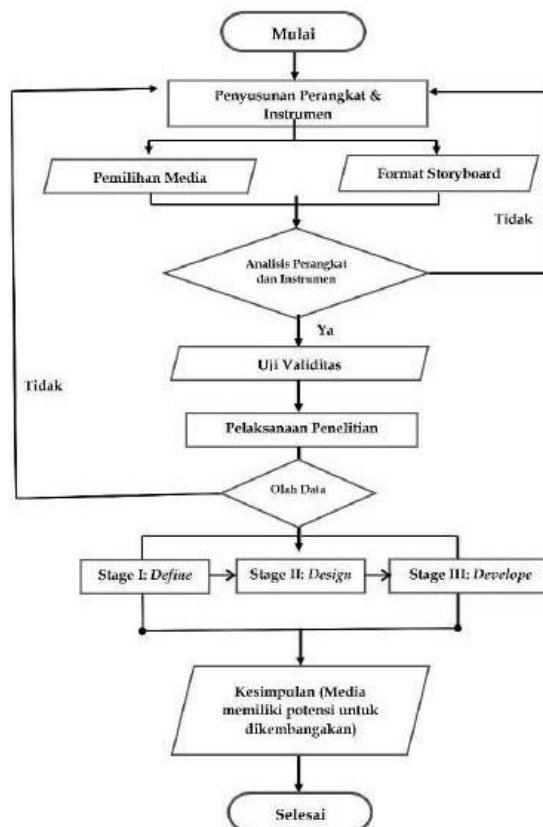 Mulai
Penyusunan Perangkat &
Instrumen
Pemilihan Media
Format Storyboard
Tidak
Analisis Perangkat
dan Instrumen
Ya
Uji Validitas
Tidak
Pelaksanaan Penelitian
Olah Data
Stage I: Define
Stage II: Design
Stage III: Develope
Kesimpulan (Media
memiliki potensi untuk
dikembangakan)
Selesai